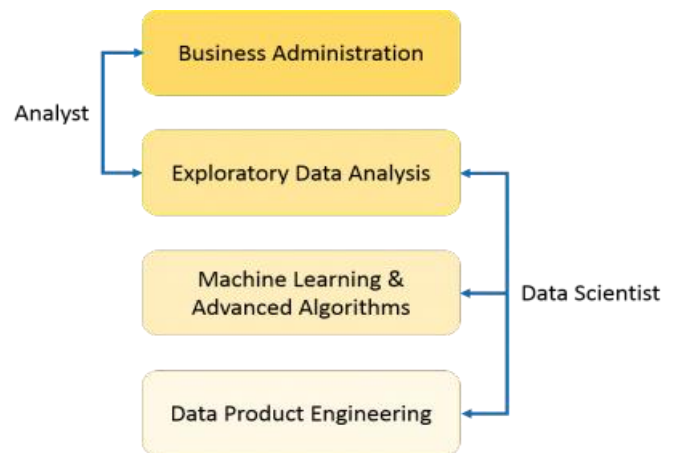 Business Administration
Analyst
Exploratory Data Analysis
Machine Learning &
Advanced Algorithms
Data Scientist
Data Product Engineering